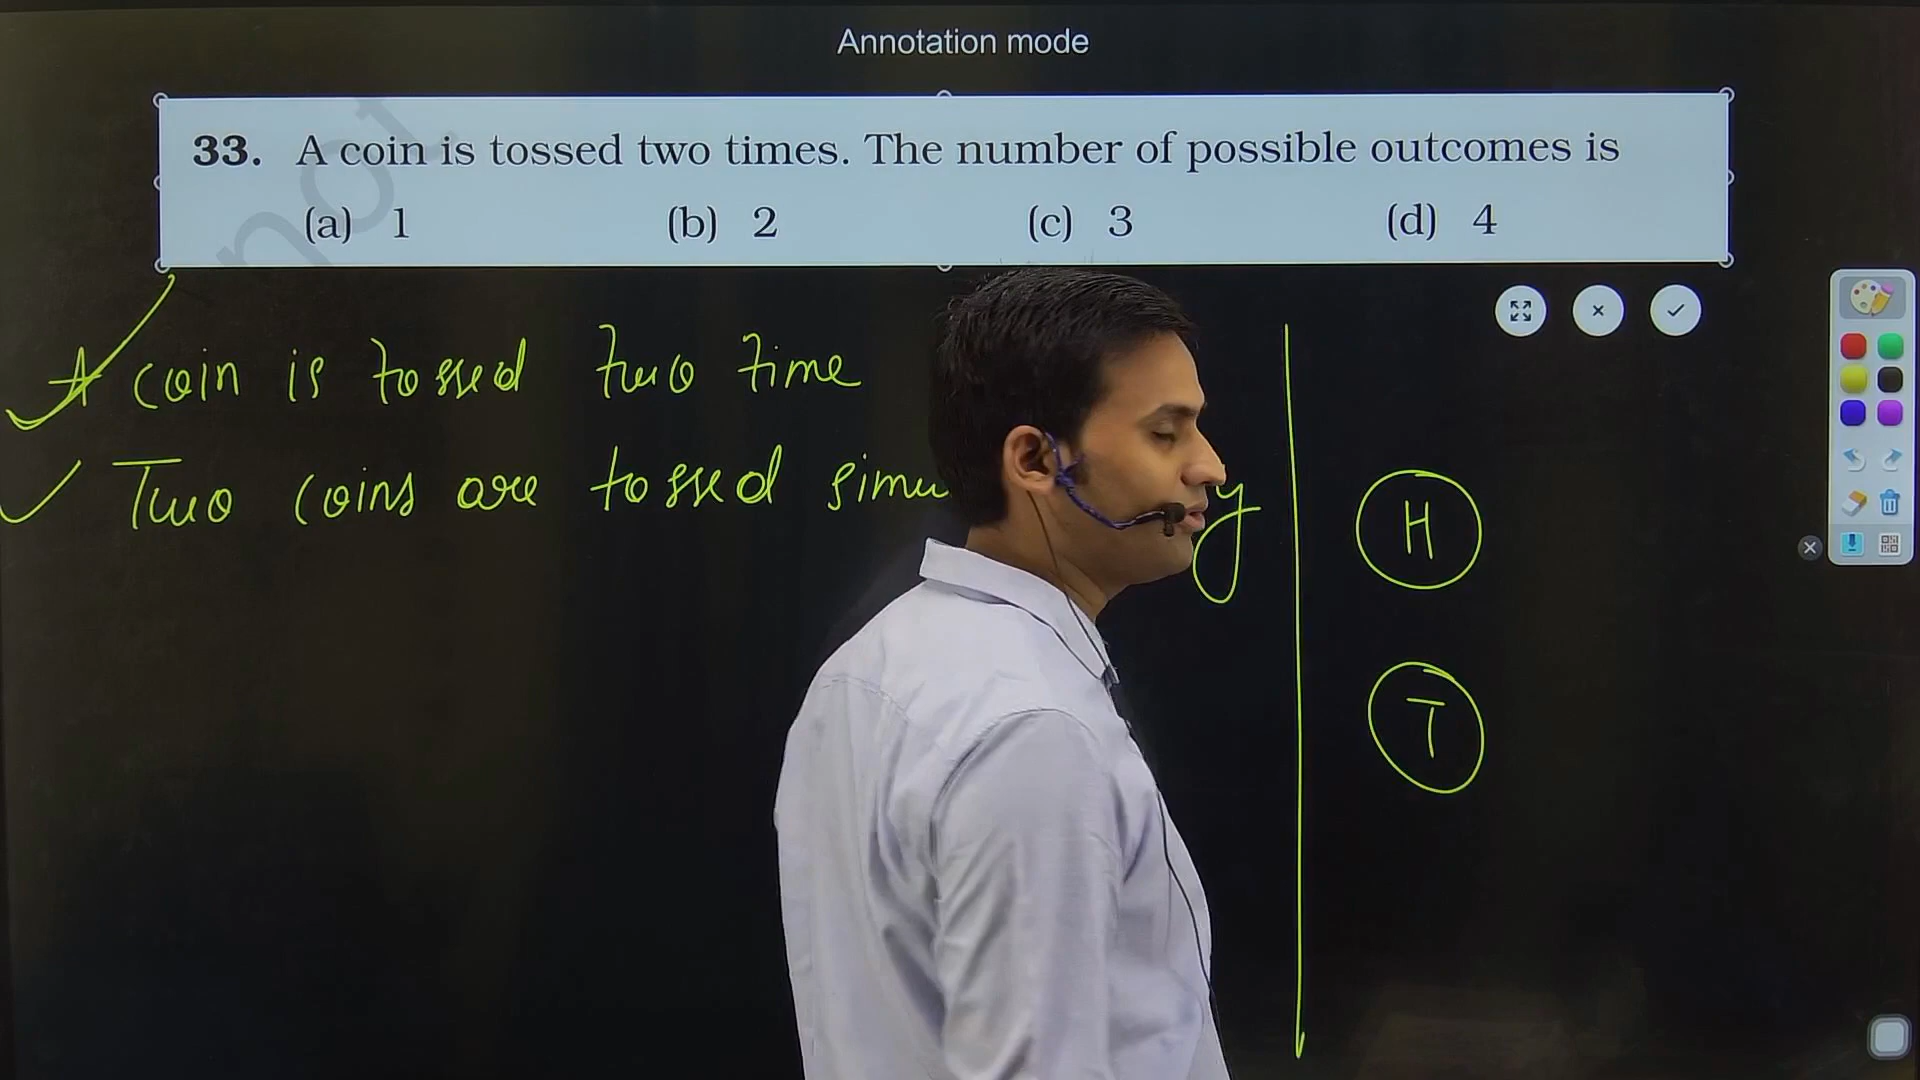 Annotation mode
not
33. A coin is tossed two times. The number of possible outcomes is
(a) 1 (b) 2 (c) 3 (d) 4
A coin is tossed two time
Two coins are tossed
H
T